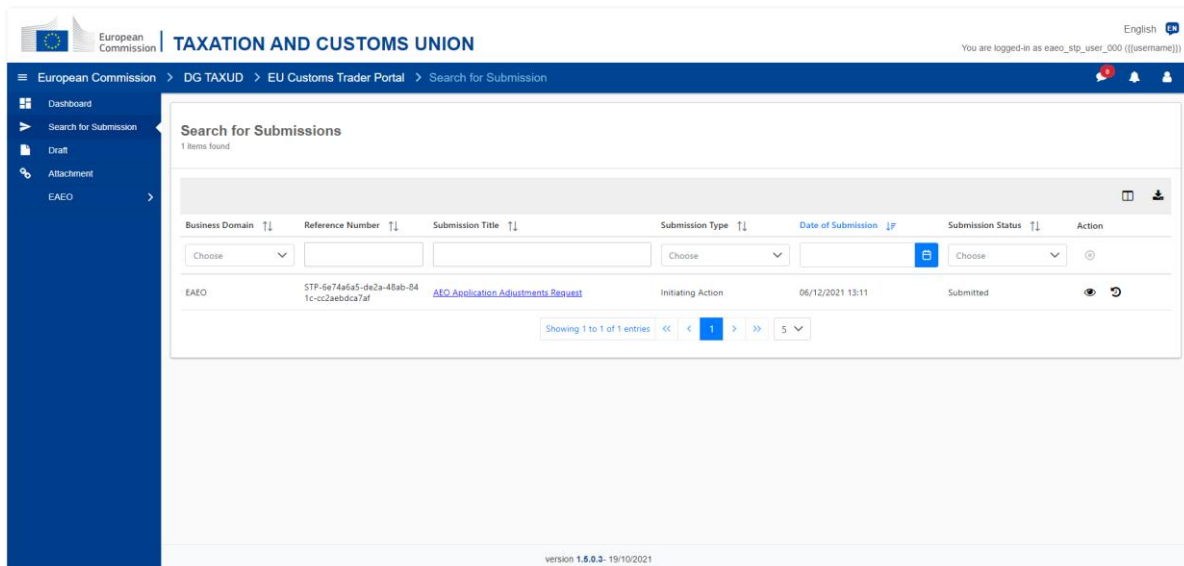 European
Commission
TAXATION AND CUSTOMS UNION
English EN
You are logged-in as eaeo_stp_user_000 ({{username}})
European Commission > DG TAXUD > EU Customs Trader Portal > Search for Submission
0
Dashboard
Search for Submission
Draft
Attachment
EAEO
Search for Submissions
1 Items found
Business Domain Reference Number Submission Title Submission Type Date of Submission Submission Status Action
Choose Choose Choose
EAEO STP-6e74a6a5-de2a-48ab-84 AEO Application Adjustments Request Initiating Action 06/12/2021 13:11 Submitted
1c-cc2aebdca7af
Showing 1 to 1 of 1 entries << < 1 > >> 5
version 1.5.0.3- 19/10/2021